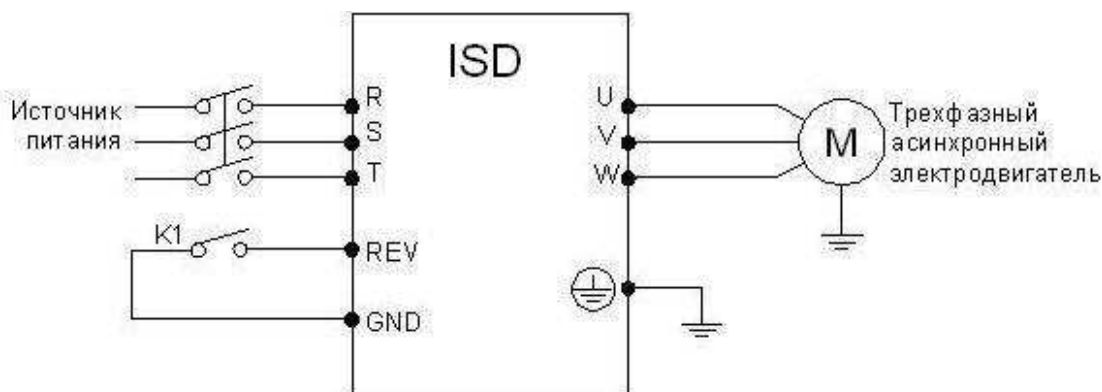 ISD
Источник
питания
R
S
T
U
V
W
M
Трехфазный
асинхронный
электродвигатель
K1
REV
GND